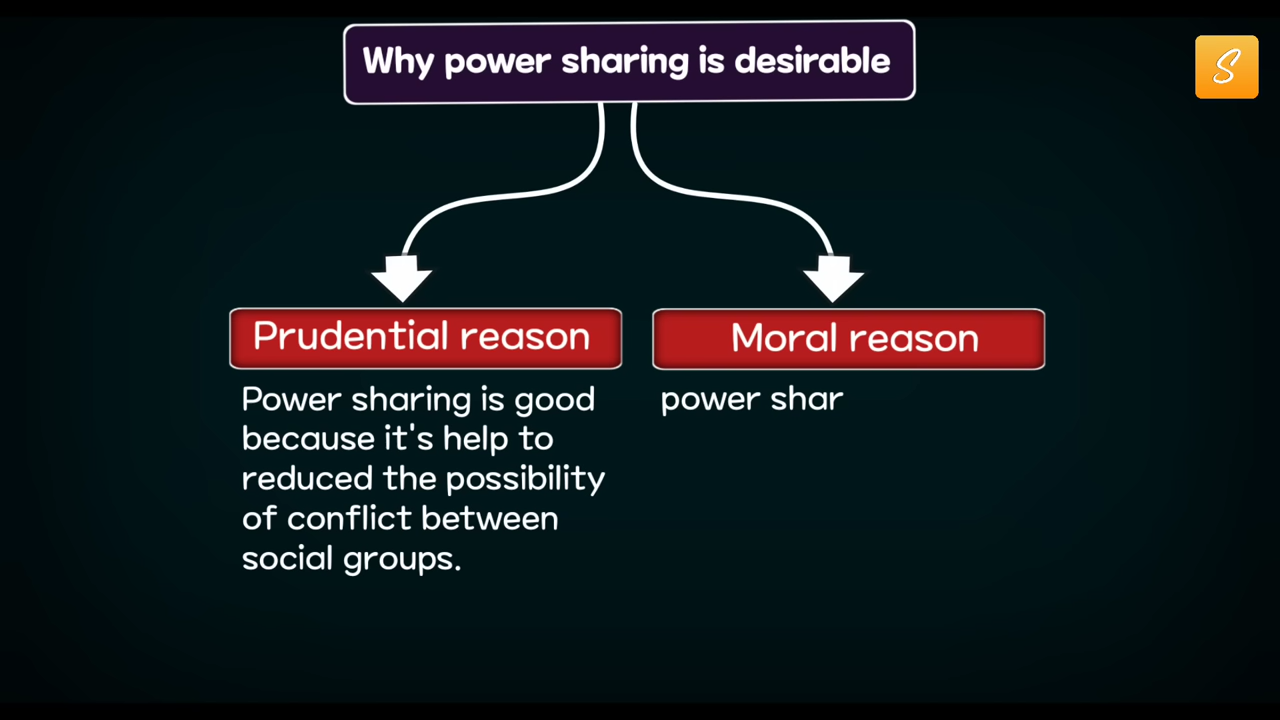 Why power sharing is desirable
S
Prudential reason
Moral reason
Power sharing is good
because it's help to
reduced the possibility
of conflict between
social groups.
power shar